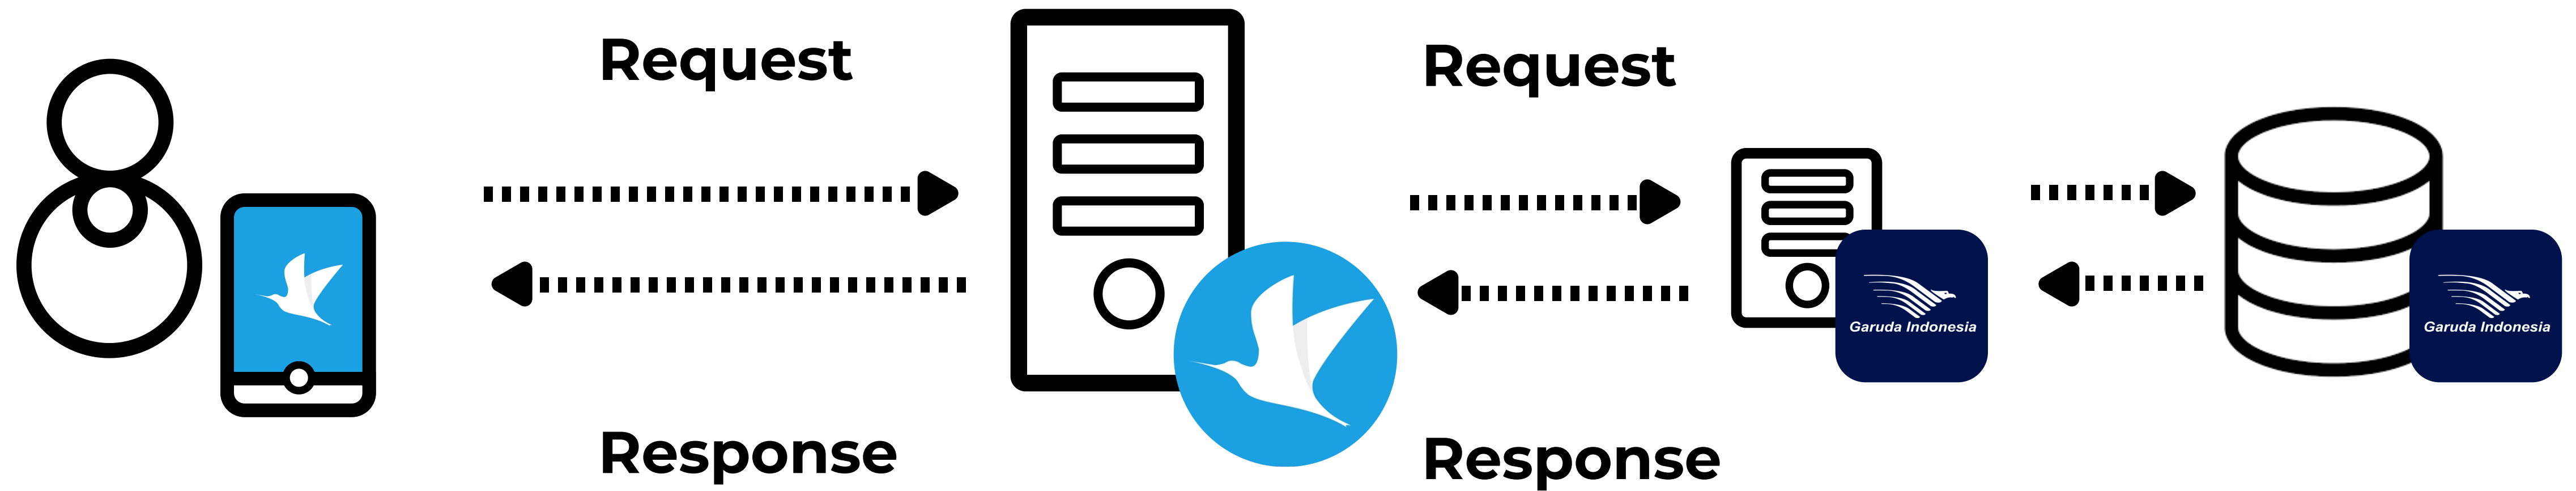 Request
Request
Garuda Indonesia
Garuda Indonesia
Response
Response